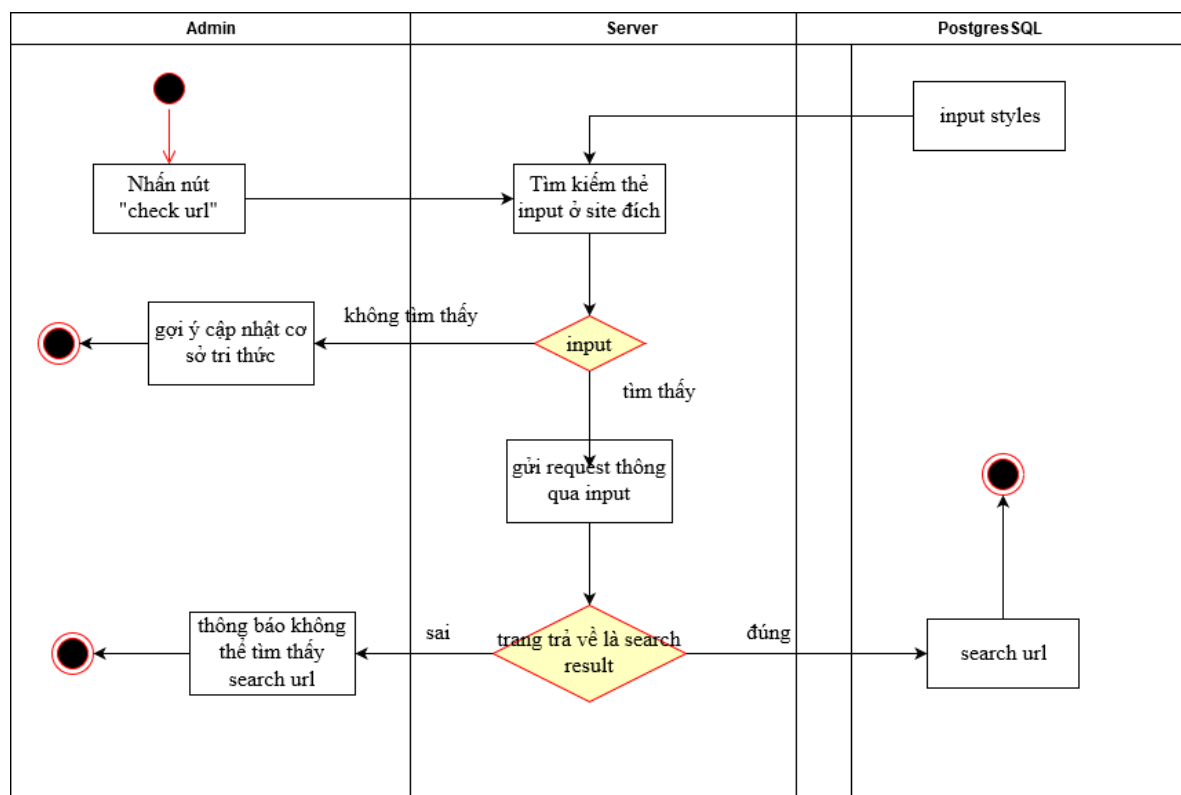 Admin
Server
PostgresSQL
input styles
Nhấn nút
"check url"
Tìm kiếm thẻ
input ở site đích
không tìm thấy
gợi ý cập nhật cơ
sở tri thức
input
tìm thấy
gửi request thông
qua input
thông báo không
thể tìm thấy
search url
sai
trang trả về là search
result
đúng
search url